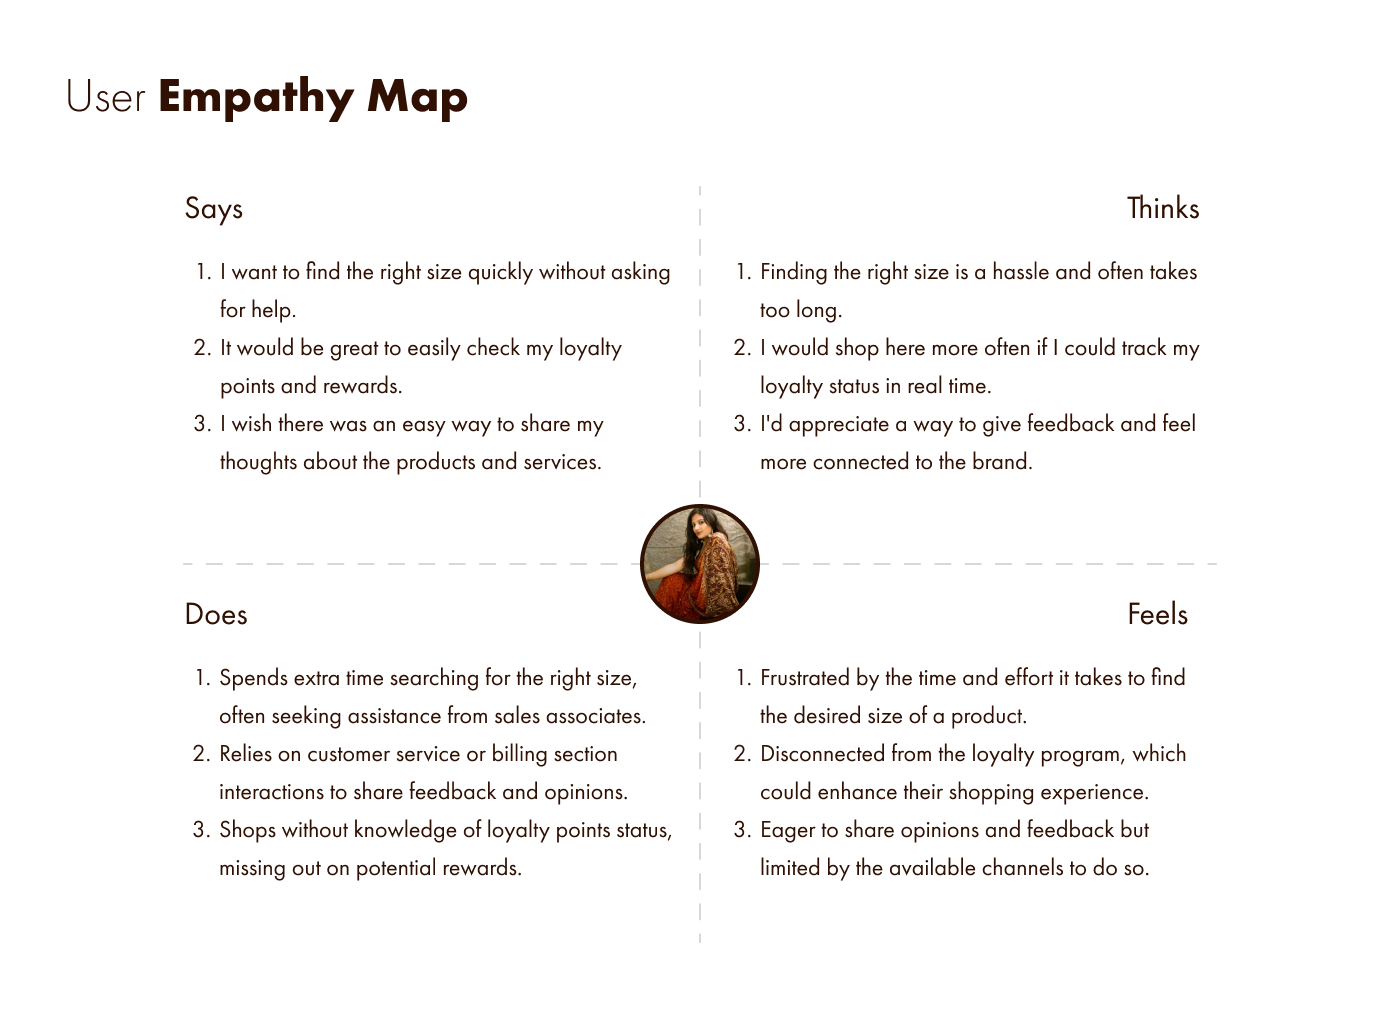 User Empathy Map
Says
1. I want to find the right size quickly without asking
for help.
2. It would be great to easily check my loyalty
points and rewards.
3. I wish there was an easy way to share my
thoughts about the products and services.
Thinks
1. Finding the right size is a hassle and often takes
too long.
2. I would shop here more often if I could track my
loyalty status in real time.
3. I'd appreciate a way to give feedback and feel
more connected to the brand.
Does
1. Spends extra time searching for the right size,
often seeking assistance from sales associates.
2. Relies on customer service or billing section
interactions to share feedback and opinions.
3. Shops without knowledge of loyalty points status,
missing out on potential rewards.
Feels
1. Frustrated by the time and effort it takes to find
the desired size of a product.
2. Disconnected from the loyalty program, which
could enhance their shopping experience.
3. Eager to share opinions and feedback but
limited by the available channels to do so.